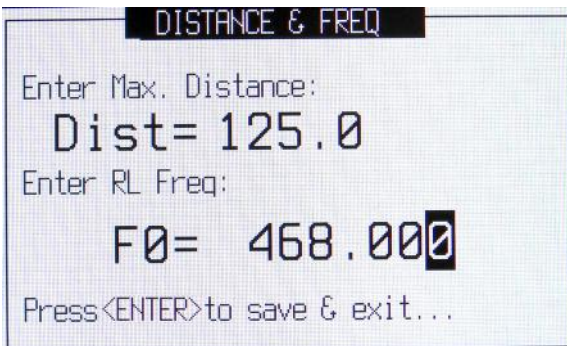 DISTANCE & FREQ
Enter Max. Distance:
Dist= 125.0
Enter RL Freq:
F0= 468.000
Press<ENTER>to save & exit...